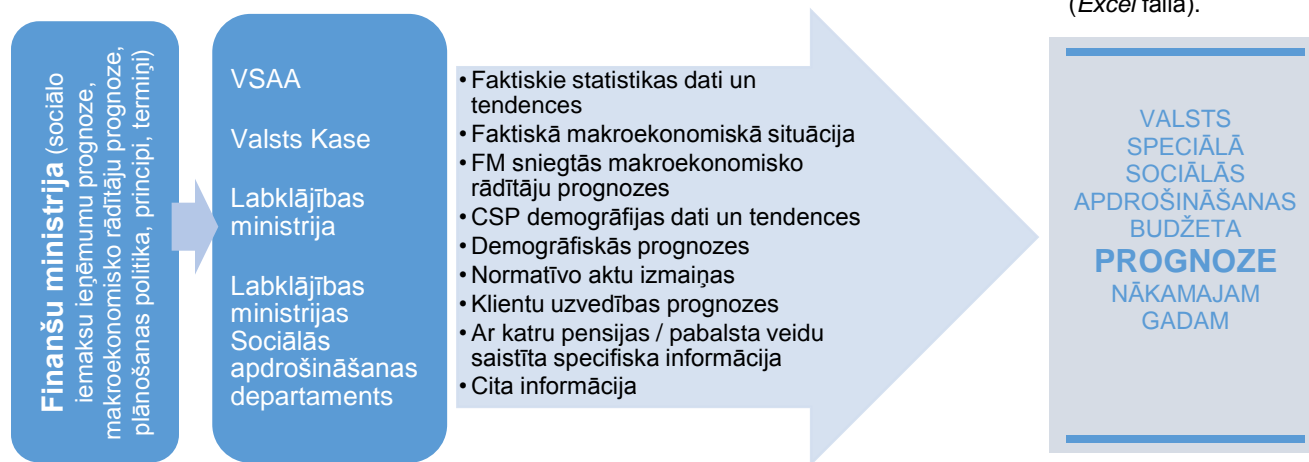 (Excel failā).
Finanšu ministrija (sociālo
iemaksu ieņēmumu prognoze,
makroekonomisko rādītāju prognoze,
plānošanas politika, principi, termiņi)
VSAA
Valsts Kase
Labklājības
ministrija
Labklājības
ministrijas
Sociālās
apdrošināšanas
departaments
• Faktiskie statistikas dati un
tendences
• Faktiskā makroekonomiskā situācija
• FM sniegtās makroekonomisko
rādītāju prognozes
• CSP demogrāfijas dati un tendences
• Demogrāfiskās prognozes
• Normatīvo aktu izmaiņas
• Klientu uzvedības prognozes
• Ar katru pensijas / pabalsta veidu
saistīta specifiska informācija
• Cita informācija
VALSTS
SPECIĀLĀ
SOCIĀLĀS
APDROŠINĀŠANAS
BUDŽETA
PROGNOZE
NĀKAMAJAM
GADAM